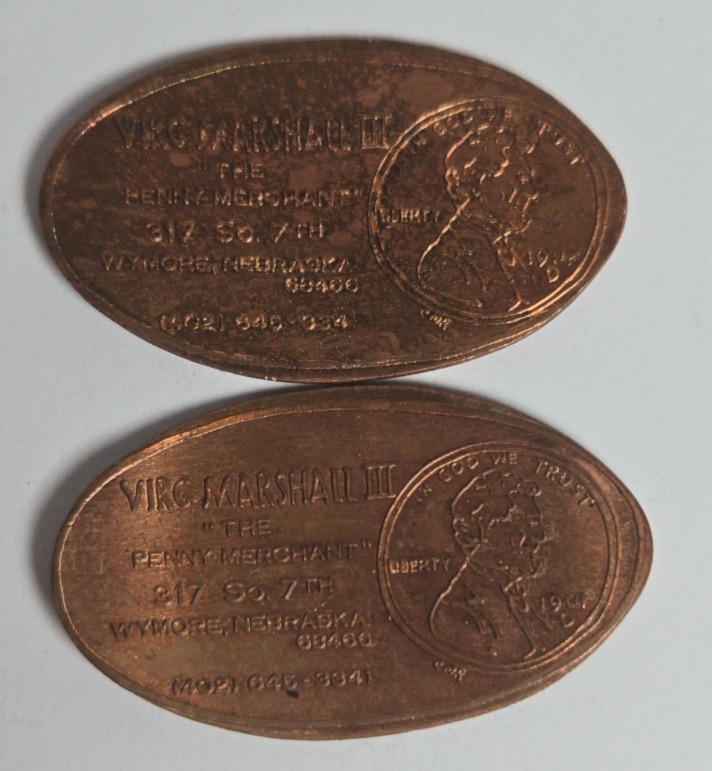 VIRG MARSHALL III
"THE
PENNY MERCHANT"
317 So. 7TH
WYMORE, NEBRASKA
68466
(402) 645-334
IN GOD WE TRUST
LIBERTY
D
VIRG MARSHALL III
"THE
PENNY MERCHANT"
317 So. 7TH
WYMORE, NEBRASKA
68466
(402) 645-3341
IN GOD WE TRUST
LIBERTY
D